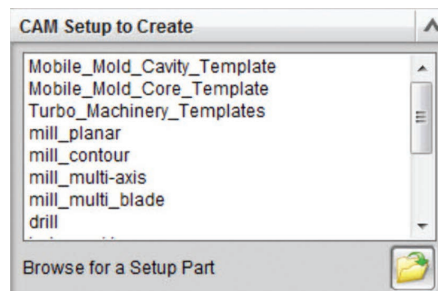 CAM Setup to Create
Mobile_Mold_Cavity_Template
Mobile_Mold_Core_Template
Turbo_Machinery_Templates
mill_planar
mill_contour
mill_multi-axis
mill_multi_blade
drill
Browse for a Setup Part